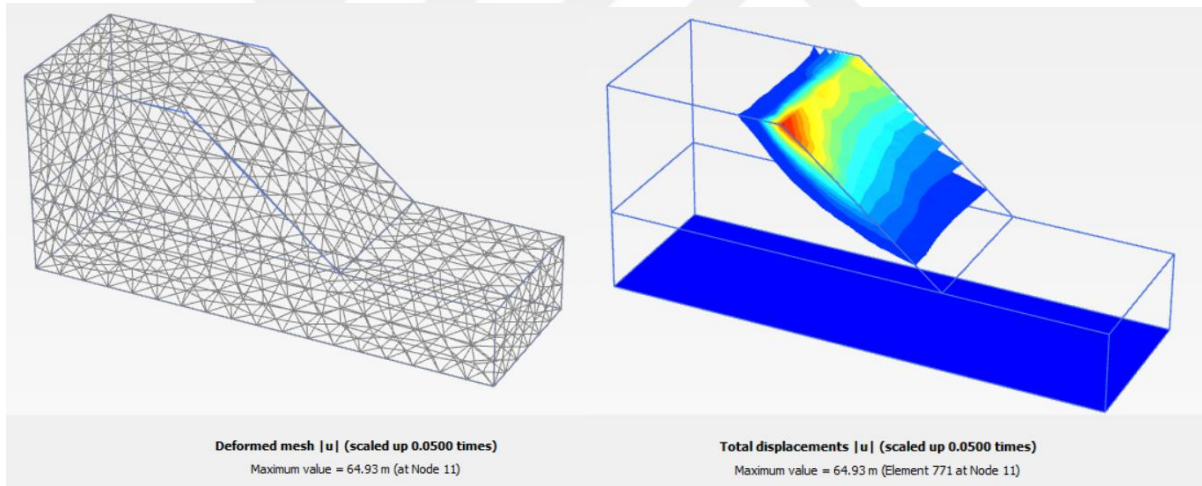 Deformed mesh |u| (scaled up 0.0500 times)
Maximum value = 64.93 m (at Node 11)
Total displacements |u| (scaled up 0.0500 times)
Maximum value = 64.93 m (Element 771 at Node 11)